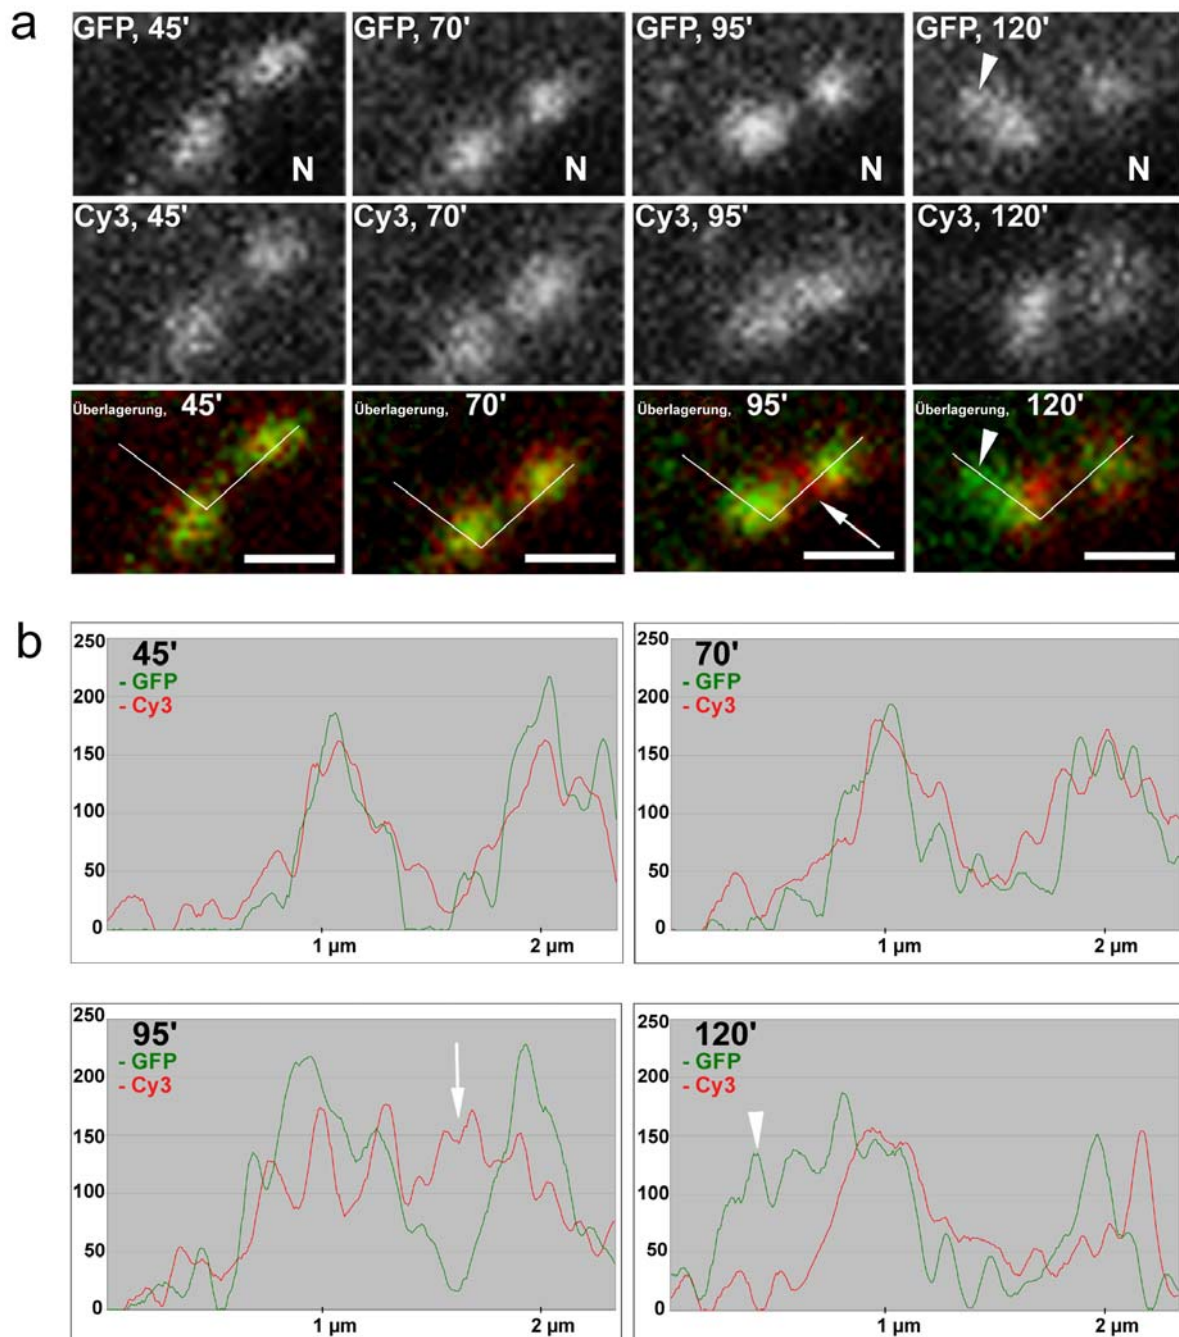 a
GFP, 45' GFP, 70' GFP, 95' GFP, 120'
N N N N
Cy3, 45' Cy3, 70' Cy3, 95' Cy3, 120'
Überlagerung, 45' Überlagerung, 70' Überlagerung, 95' Überlagerung, 120'
b
250
200
150
100
50
0
45'
- GFP
- Cy3
1 µm 2 µm
250
200
150
100
50
0
70'
- GFP
- Cy3
1 µm 2 µm
250
200
150
100
50
0
95'
- GFP
- Cy3
1 µm 2 µm
250
200
150
100
50
0
120'
- GFP
- Cy3
1 µm 2 µm